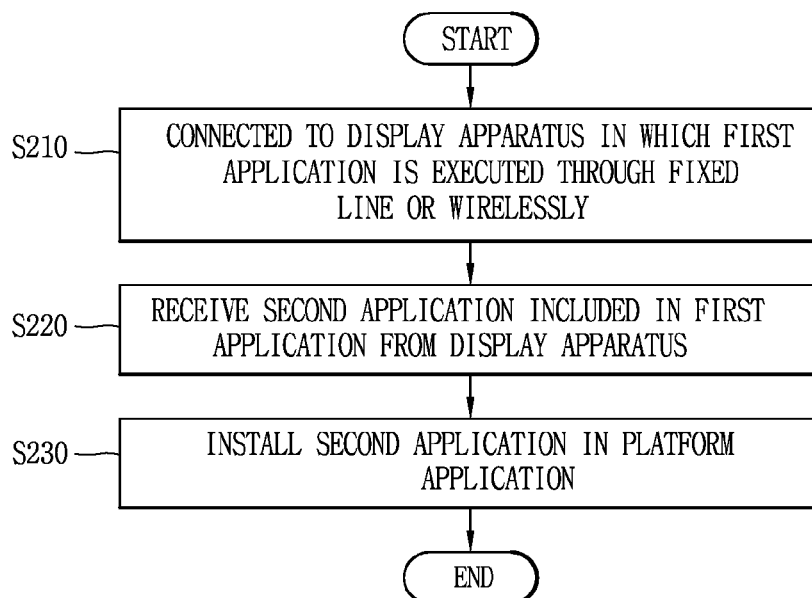 START
S210
CONNECTED TO DISPLAY APPARATUS IN WHICH FIRST
APPLICATION IS EXECUTED THROUGH FIXED
LINE OR WIRELESSLY
S220
RECEIVE SECOND APPLICATION INCLUDED IN FIRST
APPLICATION FROM DISPLAY APPARATUS
S230
INSTALL SECOND APPLICATION IN PLATFORM
APPLICATION
END